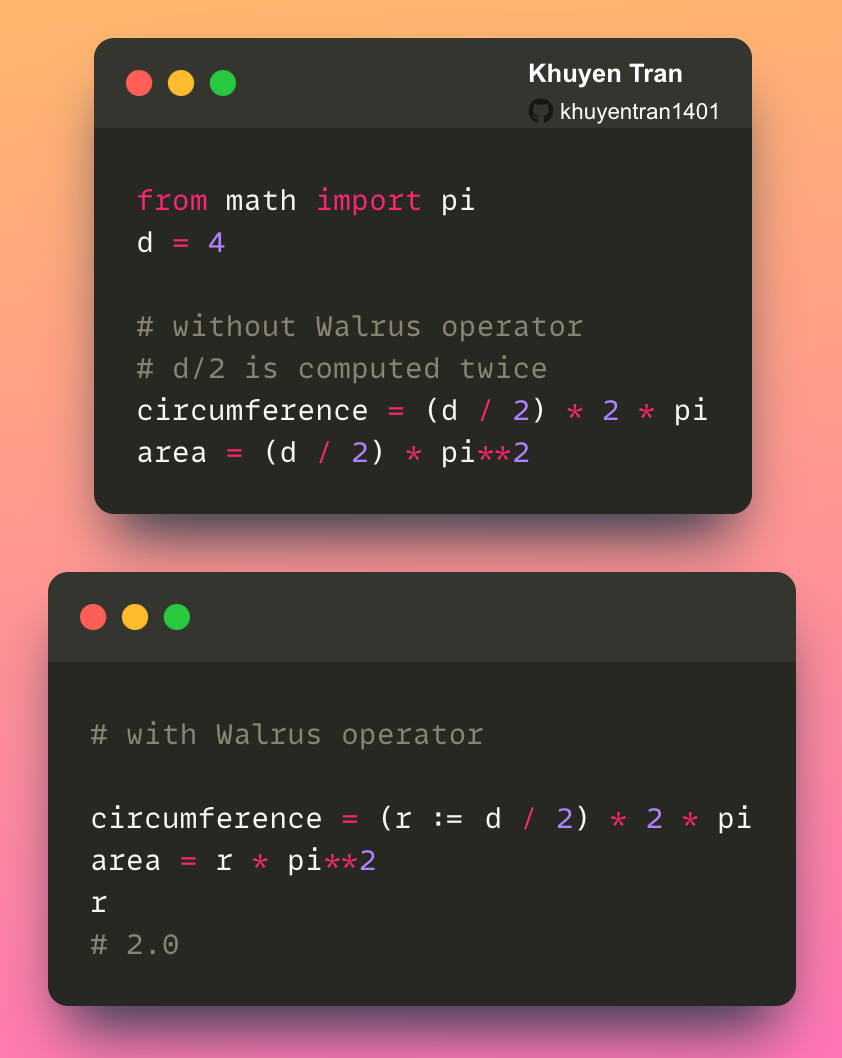 Khuyen Tran
khuyentran1401
from math import pi
d = 4
# without Walrus operator
# d/2 is computed twice
circumference = (d / 2) * 2 * pi
area = (d / 2) * pi**2
# with Walrus operator
circumference = (r := d / 2) * 2 * pi
area = r * pi**2
r
# 2.0